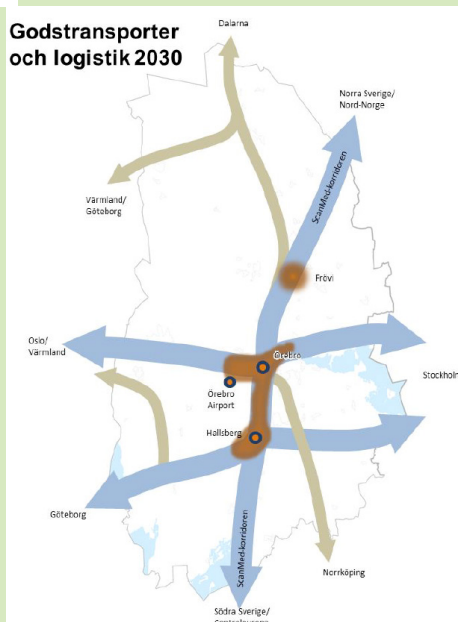 Godstransporter
och logistik 2030
Dalarna
Norra Sverige/
Nord-Norge
ScanMed-korridoren
Värmland/
Göteborg
Frövi
Oslo/
Värmland
Örebro
Stockholm
Örebro
Airport
Hallsberg
Göteborg
ScanMed-korridoren
Norrköping
Södra Sverige/